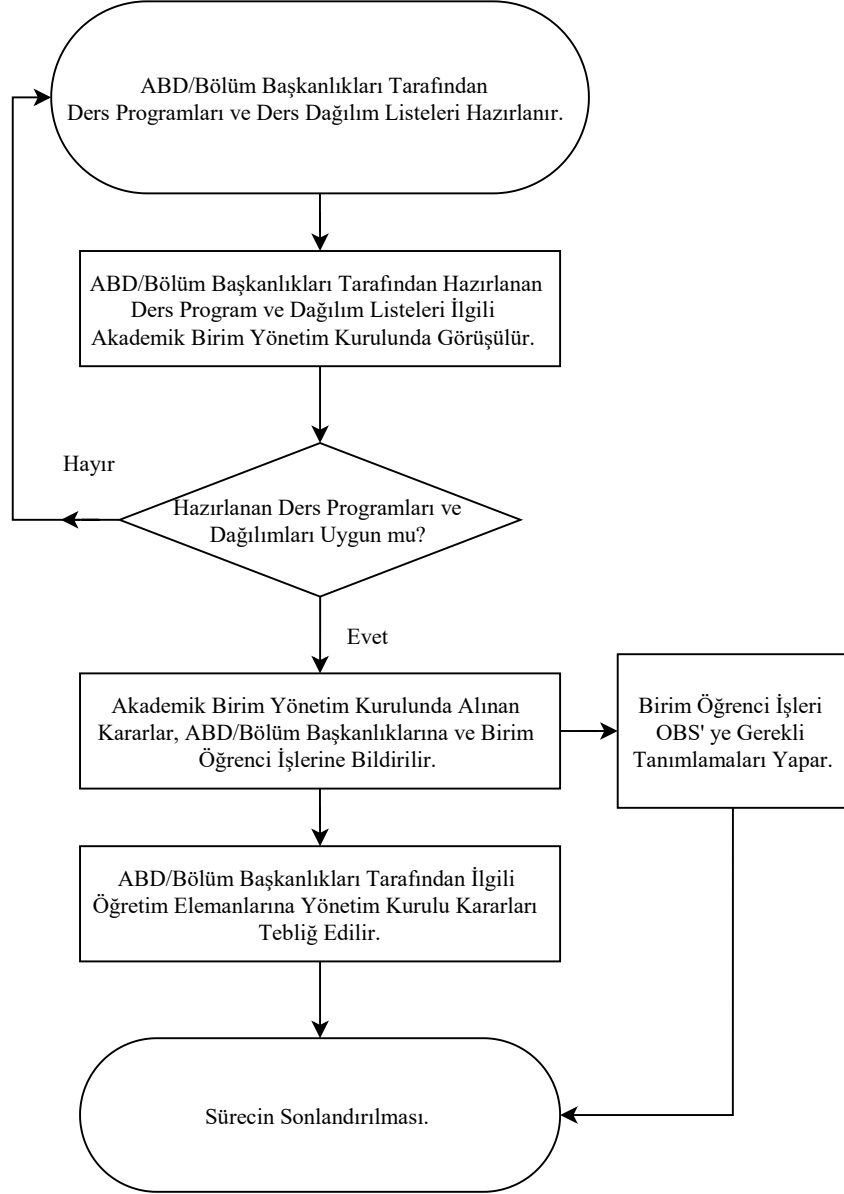 ABD/Bölüm Başkanlıkları Tarafından
Ders Programları ve Ders Dağılım Listeleri Hazırlanır.
ABD/Bölüm Başkanlıkları Tarafından Hazırlanan
Ders Program ve Dağılım Listeleri İlgili
Akademik Birim Yönetim Kurulunda Görüşülür.
Hayır
Hazırlanan Ders Programları ve
Dağılımları Uygun mu?
Evet
Akademik Birim Yönetim Kurulunda Alınan
Kararlar, ABD/Bölüm Başkanlıklarına ve Birim
Öğrenci İşlerine Bildirilir.
Birim Öğrenci İşleri
OBS' ye Gerekli
Tanımlamaları Yapar.
ABD/Bölüm Başkanlıkları Tarafından İlgili
Öğretim Elemanlarına Yönetim Kurulu Kararları
Tebliğ Edilir.
Sürecin Sonlandırılması.